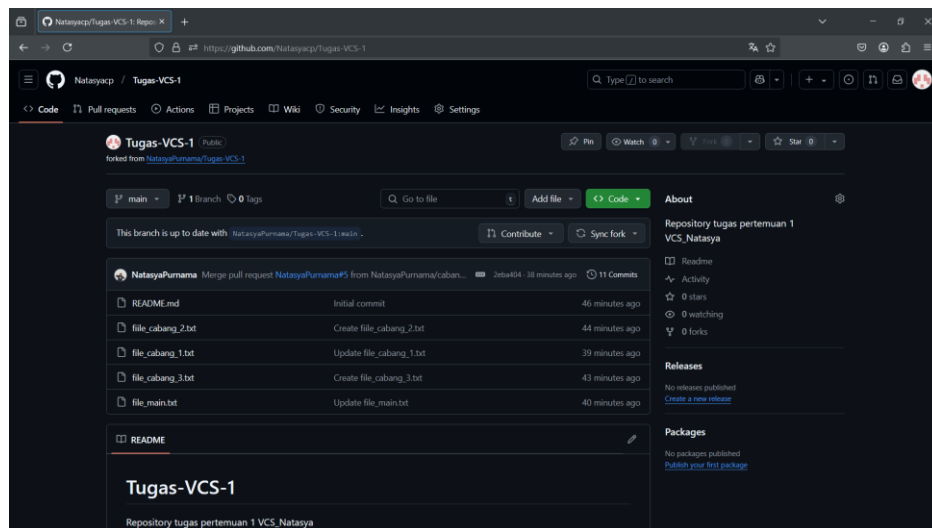 Natasyacp/Tugas-VCS-1: Repos
https://github.com/Natasyacp/Tugas-VCS-1
Natasyacp / Tugas-VCS-1
Type / to search
Code Pull requests Actions Projects Wiki Security Insights Settings
Tugas-VCS-1 Public
forked from NatasyaPurnama/Tugas-VCS-1
Pin Watch 0 Fork 0 Star 0
main 1 Branch 0 Tags
Go to file t Add file Code
This branch is up to date with NatasyaPurnama/Tugas-VCS-1:main.
Contribute Sync fork
NatasyaPurnama Merge pull request NatasyaPurnama#5 from NatasyaPurnama/caban... 2eba404 · 38 minutes ago 11 Commits
README.md Initial commit 46 minutes ago
fiile_cabang_2.txt Create fiile_cabang_2.txt 44 minutes ago
file_cabang_1.txt Update file_cabang_1.txt 39 minutes ago
file_cabang_3.txt Create file_cabang_3.txt 43 minutes ago
file_main.txt Update file_main.txt 40 minutes ago
README
Tugas-VCS-1
Repository tugas pertemuan 1 VCS_Natasya
About
Repository tugas pertemuan 1
VCS_Natasya
Readme
Activity
0 stars
0 watching
0 forks
Releases
No releases published
Create a new release
Packages
No packages published
Publish your first package